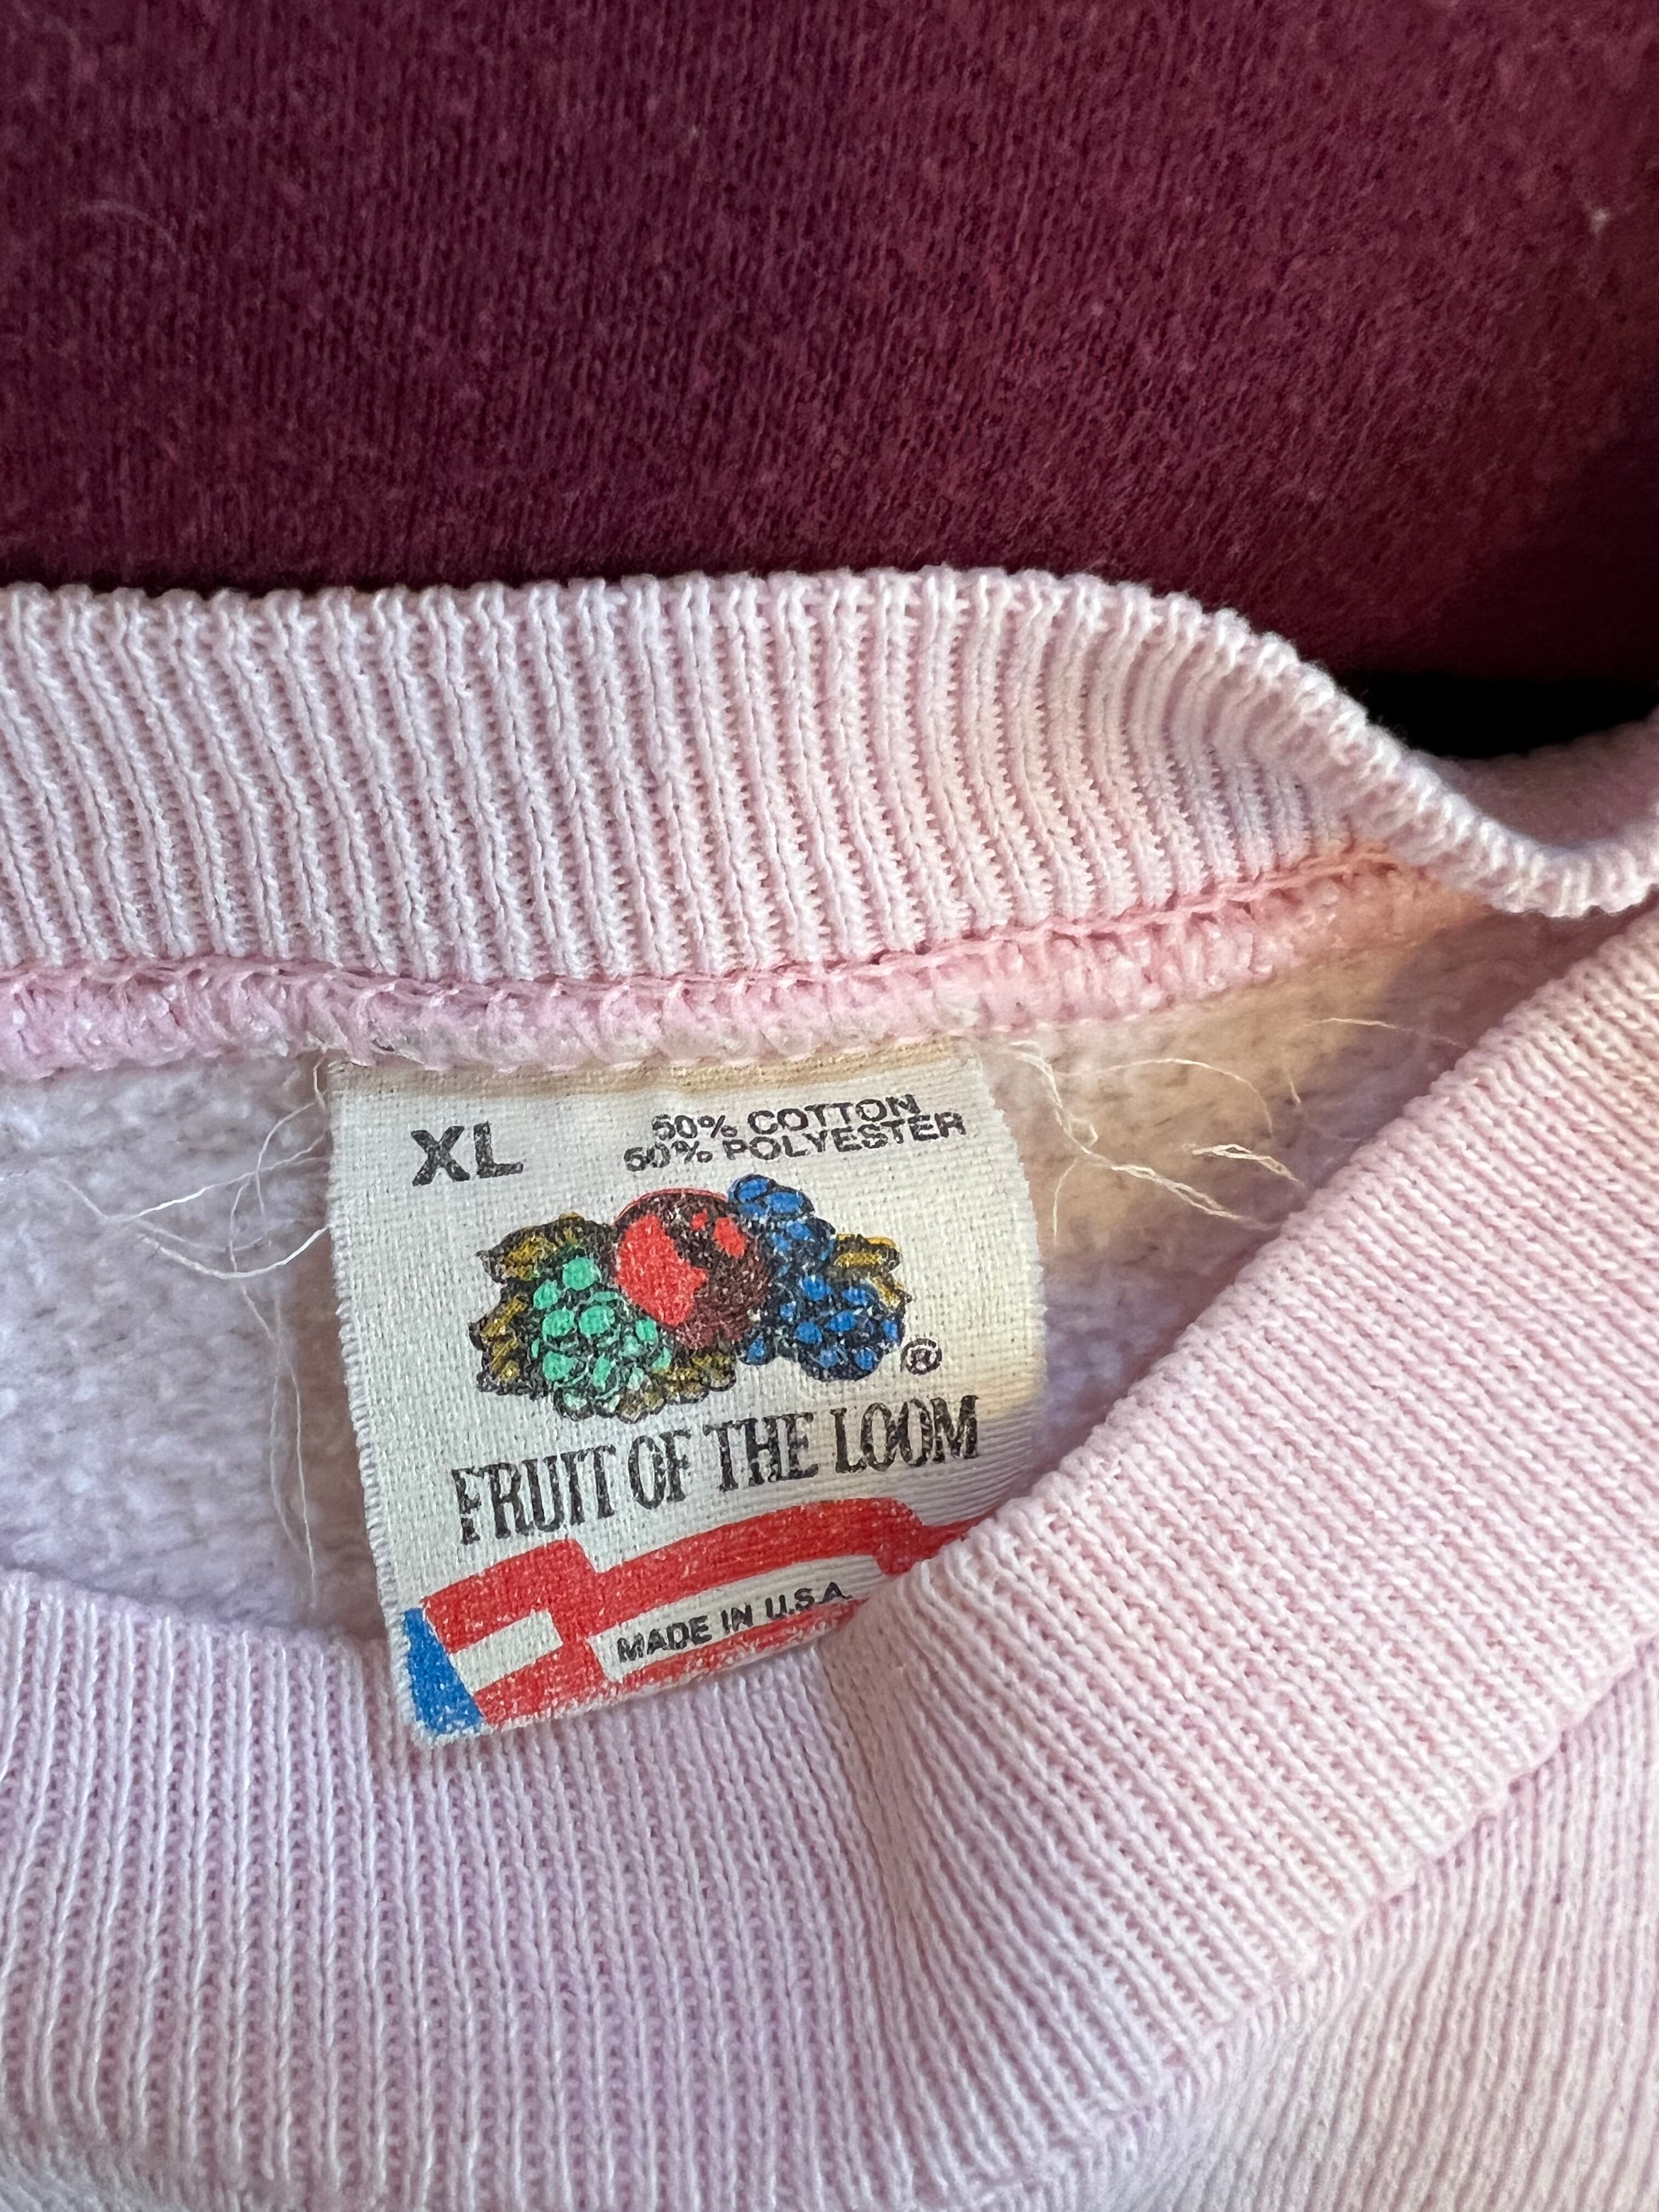 XL
50% COTTON
50% POLYESTER
®
FRUIT OF THE LOOM
MADE IN U.S.A.